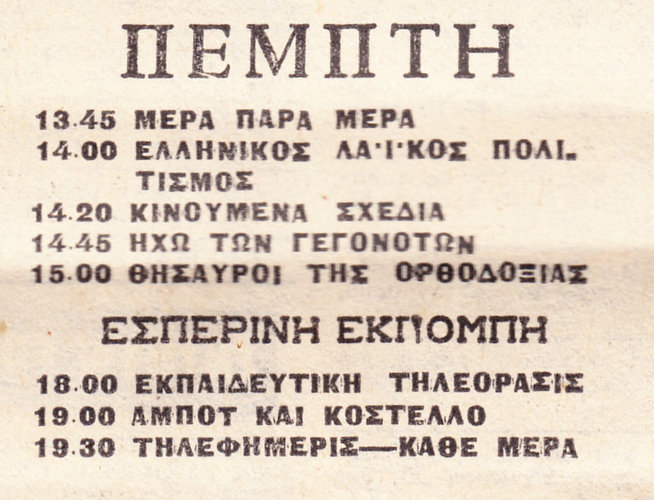 ΠΕΜΠΤΗ
13.45 ΜΕΡΑ ΠΑΡΑ ΜΕΡΑ
14.00 ΕΛΛΗΝΙΚΟΣ ΛΑ·Ι·ΚΟΣ ΠΟΛΙ-
ΤΙΣΜΟΣ
14.20 ΚΙΝΟΥΜΕΝΑ ΣΧΕΔΙΑ
14.45 ΗΧΩ ΤΩΝ ΓΕΓΟΝΟΤΩΝ
15.00 ΘΗΣΑΥΡΟΙ ΤΗΣ ΟΡΘΟΔΟΞΙΑΣ
ΕΣΠΕΡΙΝΗ ΕΚΠΟΜΠΗ
18.00 ΕΚΠΑΙΔΕΥΤΙΚΗ ΤΗΛΕΟΡΑΣΙΣ
19.00 ΑΜΠΟΤ ΚΑΙ ΚΟΣΤΕΛΛΟ
19.30 ΤΗΛΕΦΗΜΕΡΙΣ—ΚΑΘΕ ΜΕΡΑ